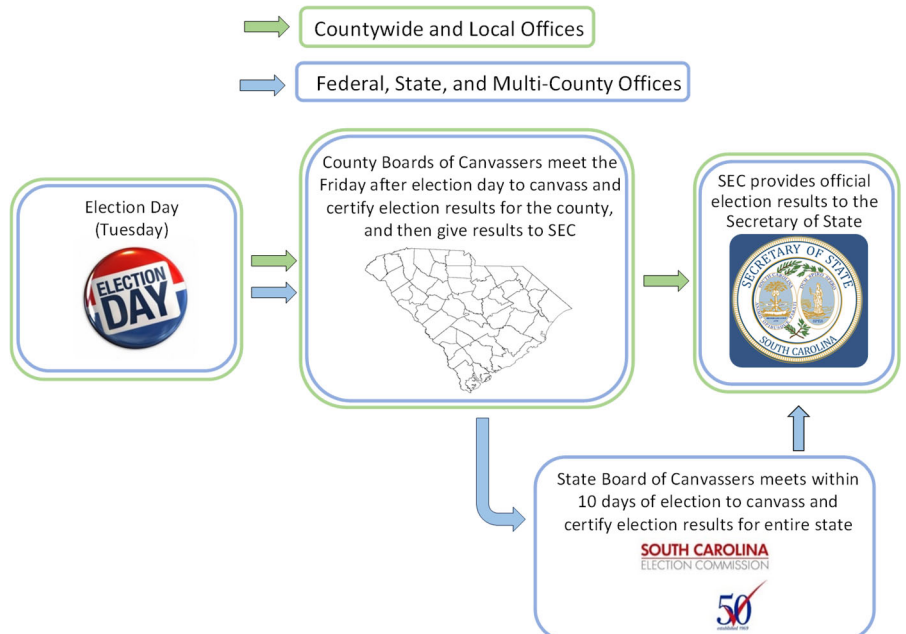 Countywide and Local Offices
Federal, State, and Multi-County Offices
Election Day
(Tuesday)
ELECTION
DAY
County Boards of Canvassers meet the
Friday after election day to canvass and
certify election results for the county,
and then give results to SEC
SEC provides official
election results to the
Secretary of State
SECRETARY OF STATE
SOUTH CAROLINA
State Board of Canvassers meets within
10 days of election to canvass and
certify election results for entire state
SOUTH CAROLINA
ELECTION COMMISSION
50
established 1969